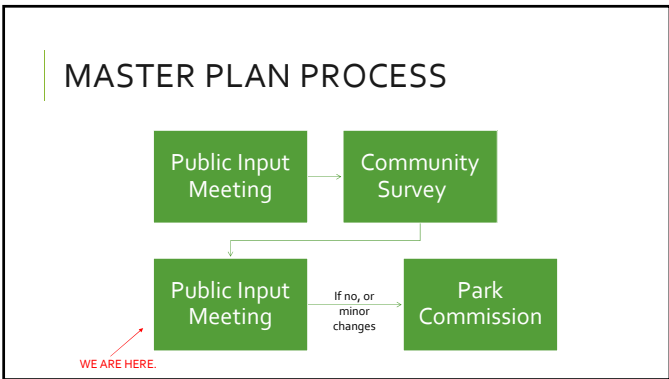 MASTER PLAN PROCESS
Public Input
Meeting
Community
Survey
Public Input
Meeting
If no, or
minor
changes
Park
Commission
WE ARE HERE.